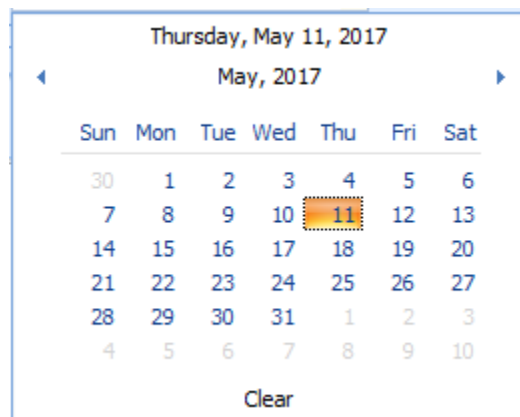 Thursday, May 11, 2017
May, 2017
Sun Mon Tue Wed Thu Fri Sat
30 1 2 3 4 5 6
7 8 9 10 11 12 13
14 15 16 17 18 19 20
21 22 23 24 25 26 27
28 29 30 31 1 2 3
4 5 6 7 8 9 10
Clear